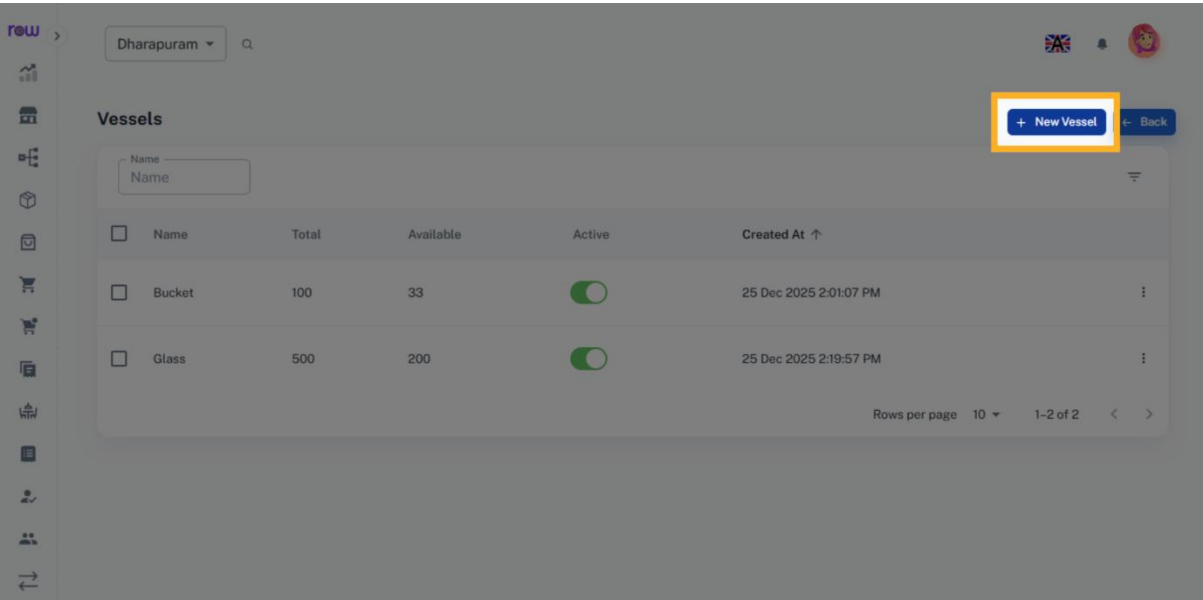 row
Dharapuram
A
Vessels
+ New Vessel
← Back
Name
Name
Name Total Available Active Created At ↑
Bucket 100 33 25 Dec 2025 2:01:07 PM
Glass 500 200 25 Dec 2025 2:19:57 PM
Rows per page 10 1–2 of 2 < >